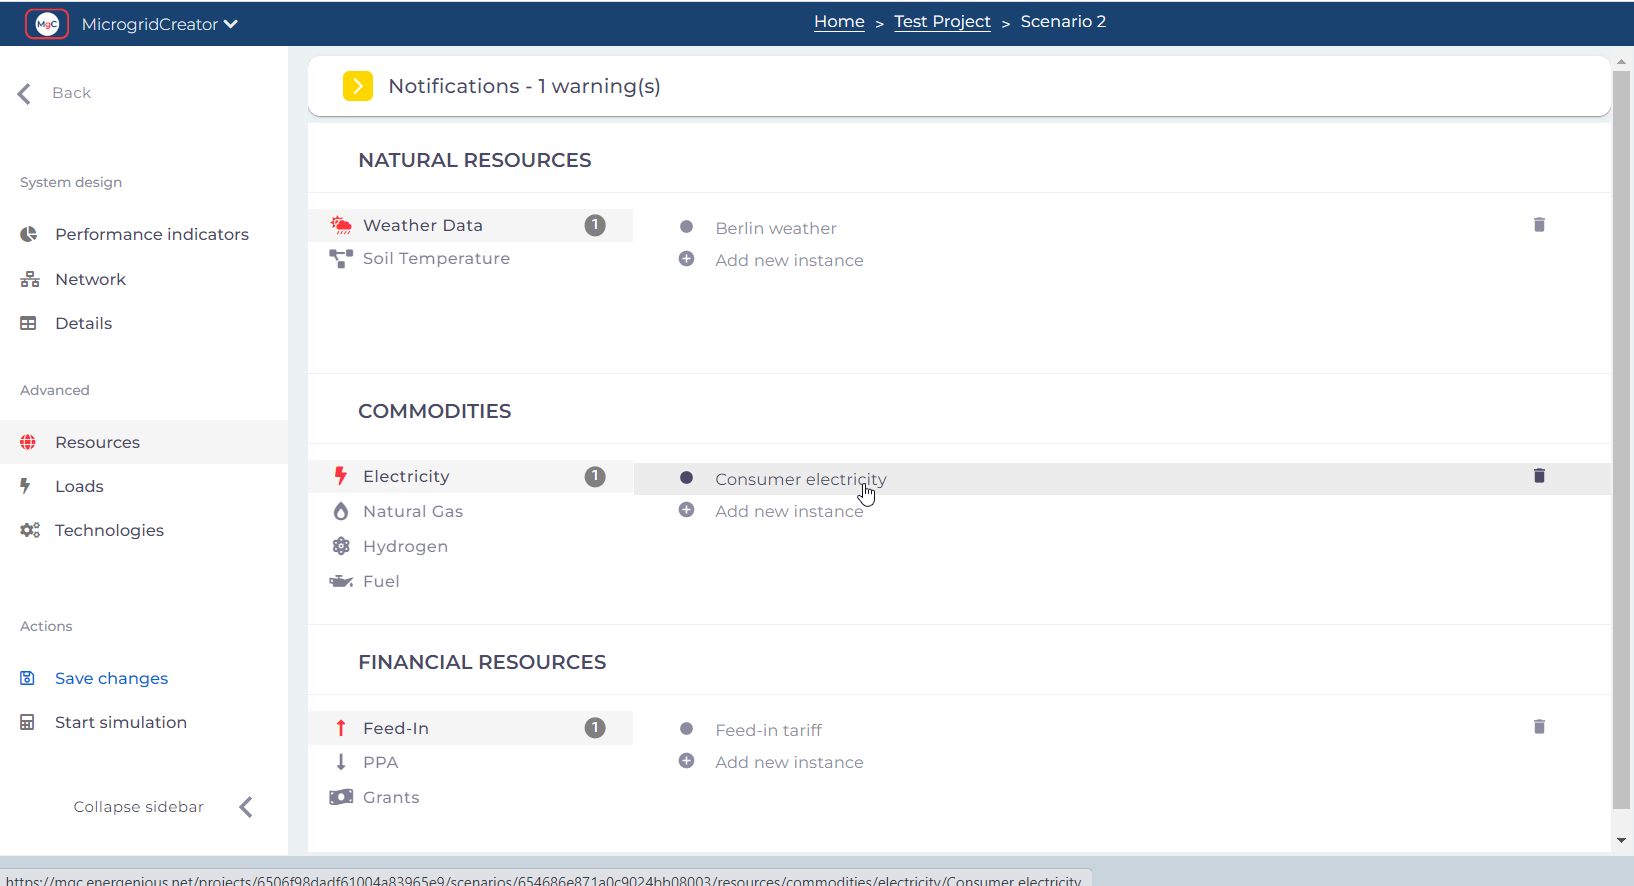 MgC MicrogridCreator
Home > Test Project > Scenario 2
Back
System design
Performance indicators
Network
Details
Advanced
Resources
Loads
Technologies
Actions
Save changes
Start simulation
Collapse sidebar
Notifications - 1 warning(s)
NATURAL RESOURCES
Weather Data 1
Soil Temperature
Berlin weather
Add new instance
COMMODITIES
Electricity 1
Natural Gas
Hydrogen
Fuel
Consumer electricity
Add new instance
FINANCIAL RESOURCES
Feed-In 1
PPA
Grants
Feed-in tariff
Add new instance
https://mgc.energenious.net/projects/6506f98dadf61004a83965e9/scenarios/654686e871a0c9024bb08003/resources/commodities/electricity/Consumer electricity